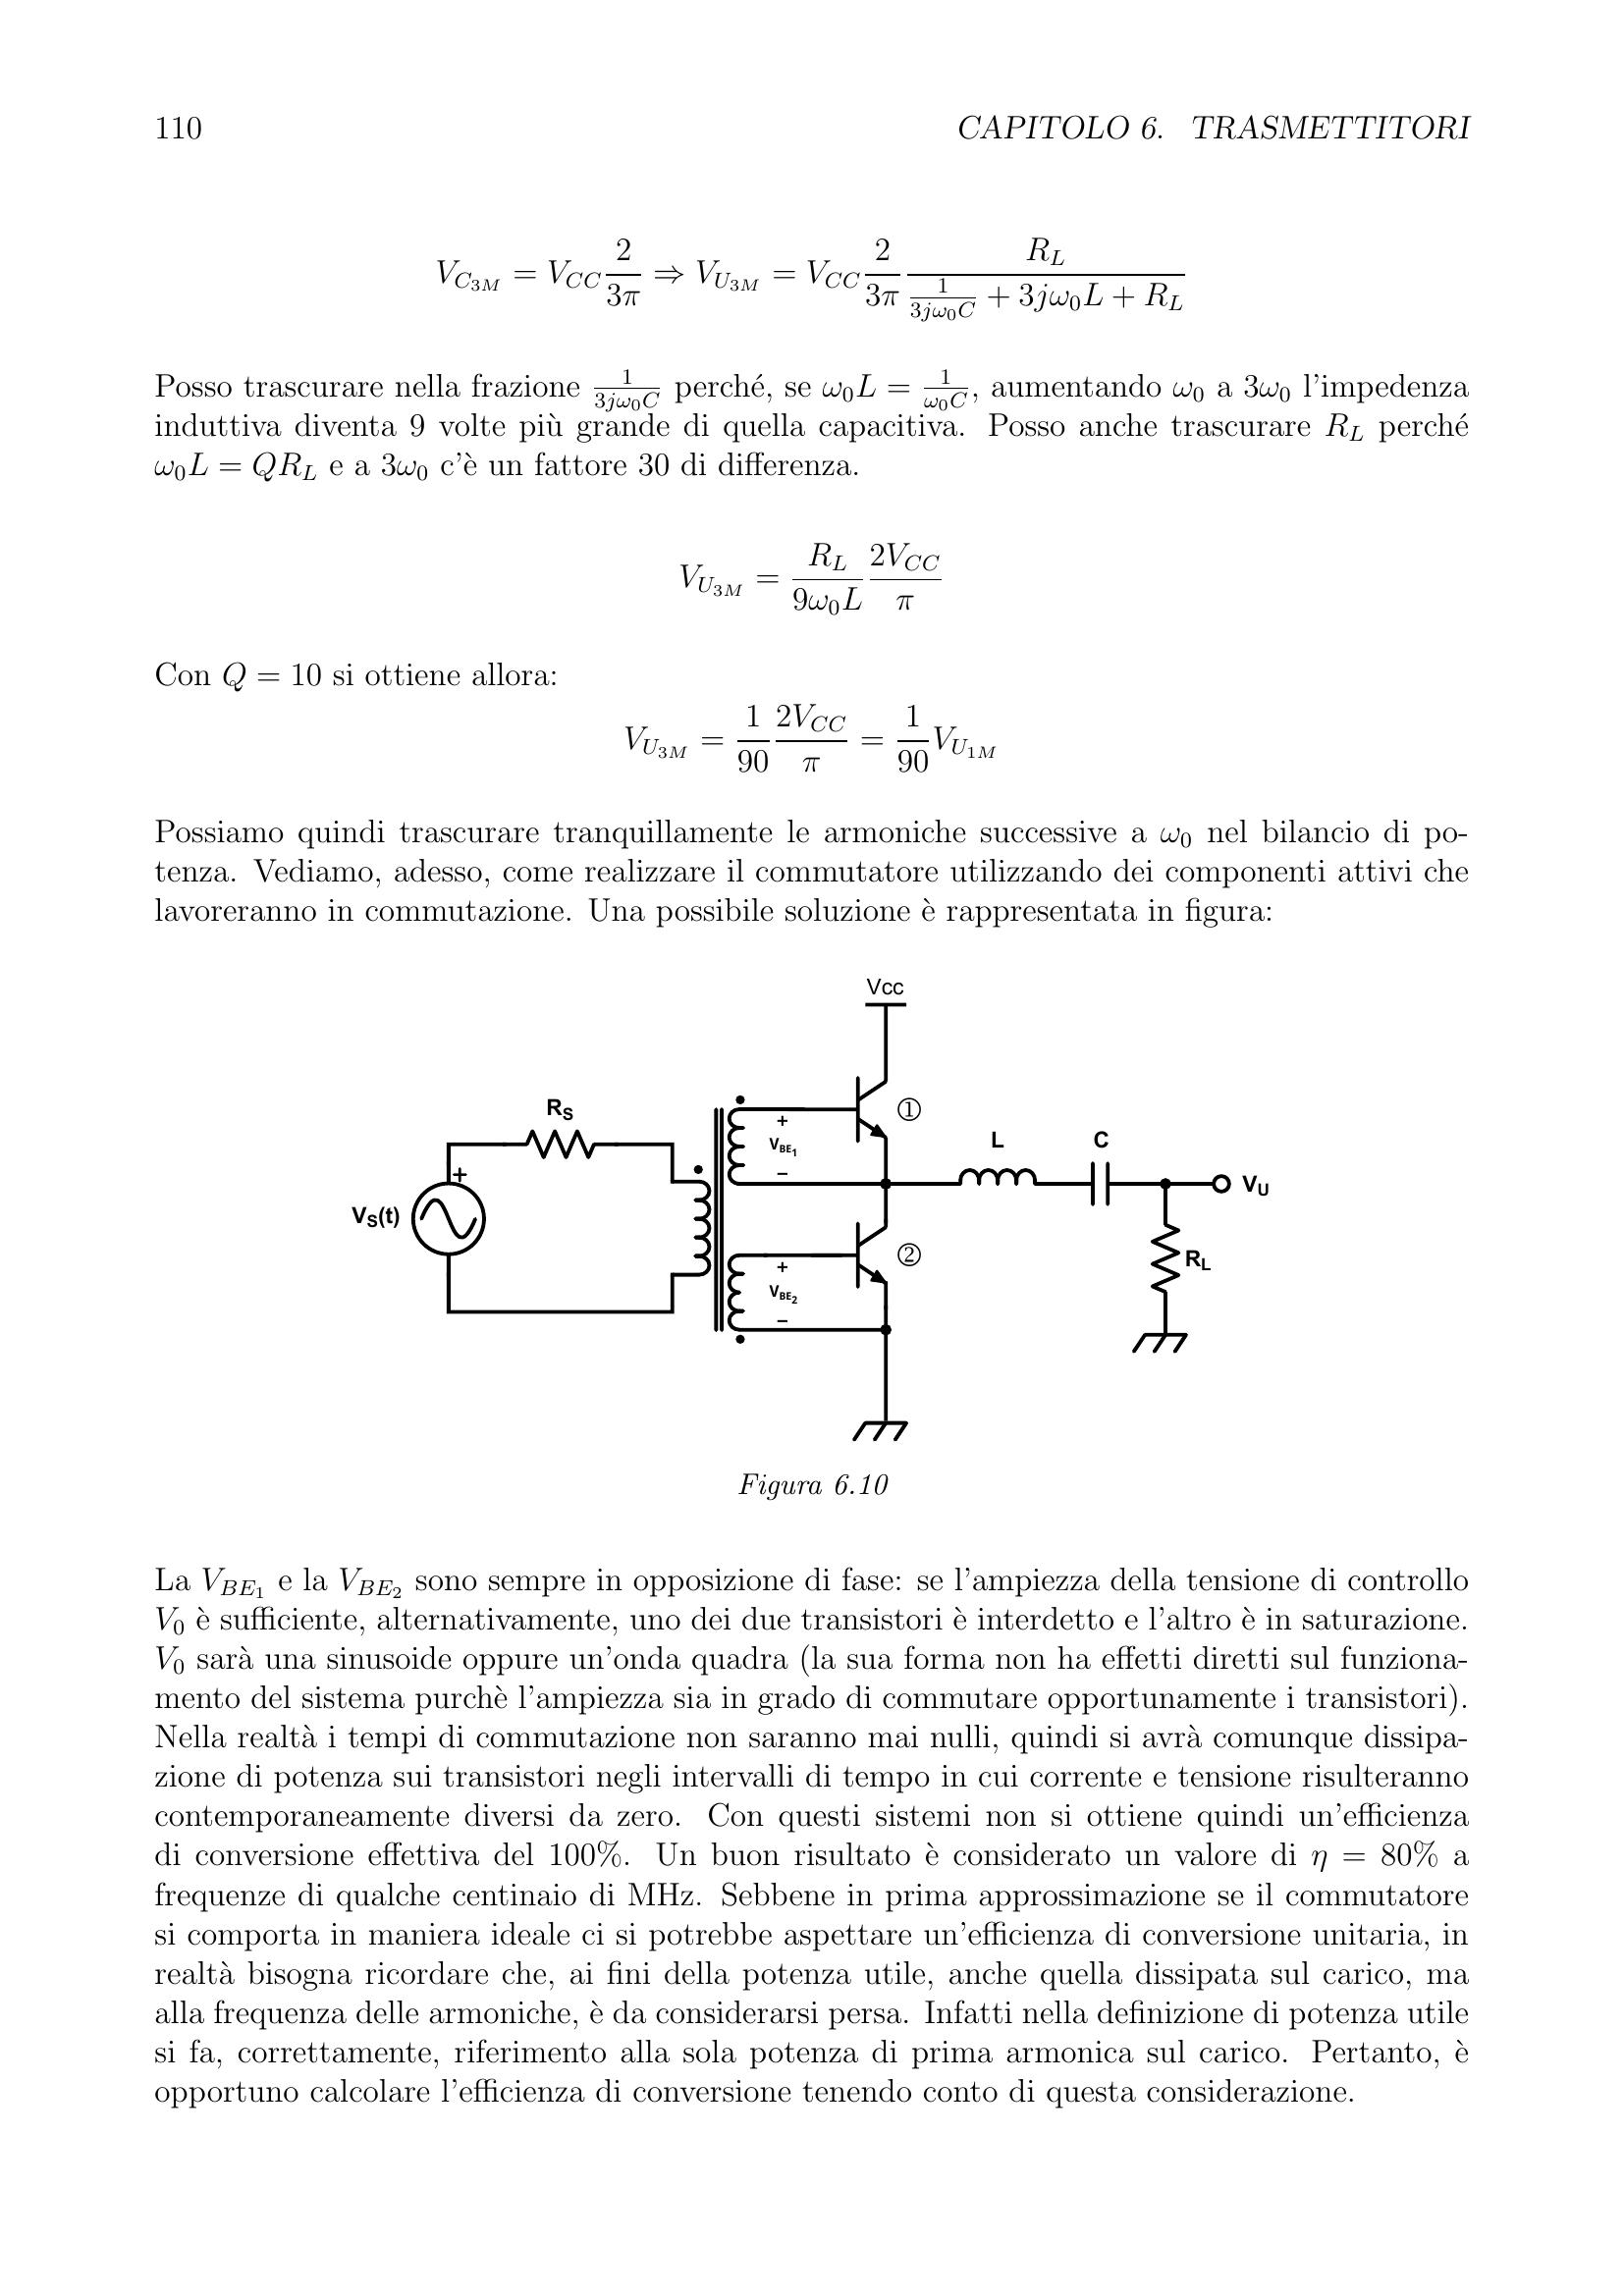 110 CAPITOLO 6. TRASMETTITORI
V_{C_{3M}} = V_{CC} \frac{2}{3\pi} ⇒ V_{U_{3M}} = V_{CC} \frac{2}{3\pi} \frac{R_L}{\frac{1}{3j\omega_0 C} + 3j\omega_0 L + R_L}
Posso trascurare nella frazione \frac{1}{3j\omega_0 C} perché, se ω_0L = \frac{1}{\omega_0 C}, aumentando ω_0 a 3ω_0 l'impedenza
induttiva diventa 9 volte più grande di quella capacitiva. Posso anche trascurare R_L perché
ω_0L = QR_L e a 3ω_0 c'è un fattore 30 di differenza.
V_{U_{3M}} = \frac{R_L}{9\omega_0 L} \frac{2V_{CC}}{\pi}
Con Q = 10 si ottiene allora:
V_{U_{3M}} = \frac{1}{90} \frac{2V_{CC}}{\pi} = \frac{1}{90} V_{U_{1M}}
Possiamo quindi trascurare tranquillamente le armoniche successive a ω_0 nel bilancio di po-
tenza. Vediamo, adesso, come realizzare il commutatore utilizzando dei componenti attivi che
lavoreranno in commutazione. Una possibile soluzione è rappresentata in figura:
Vcc
R_S
+
V_S(t)
+
V_{BE_1}
−
①
L
C
V_U
+
V_{BE_2}
−
②
R_L
Figura 6.10
La V_{BE_1} e la V_{BE_2} sono sempre in opposizione di fase: se l'ampiezza della tensione di controllo
V_0 è sufficiente, alternativamente, uno dei due transistori è interdetto e l'altro è in saturazione.
V_0 sarà una sinusoide oppure un'onda quadra (la sua forma non ha effetti diretti sul funziona-
mento del sistema purchè l'ampiezza sia in grado di commutare opportunamente i transistori).
Nella realtà i tempi di commutazione non saranno mai nulli, quindi si avrà comunque dissipa-
zione di potenza sui transistori negli intervalli di tempo in cui corrente e tensione risulteranno
contemporaneamente diversi da zero. Con questi sistemi non si ottiene quindi un'efficienza
di conversione effettiva del 100%. Un buon risultato è considerato un valore di η = 80% a
frequenze di qualche centinaio di MHz. Sebbene in prima approssimazione se il commutatore
si comporta in maniera ideale ci si potrebbe aspettare un'efficienza di conversione unitaria, in
realtà bisogna ricordare che, ai fini della potenza utile, anche quella dissipata sul carico, ma
alla frequenza delle armoniche, è da considerarsi persa. Infatti nella definizione di potenza utile
si fa, correttamente, riferimento alla sola potenza di prima armonica sul carico. Pertanto, è
opportuno calcolare l'efficienza di conversione tenendo conto di questa considerazione.